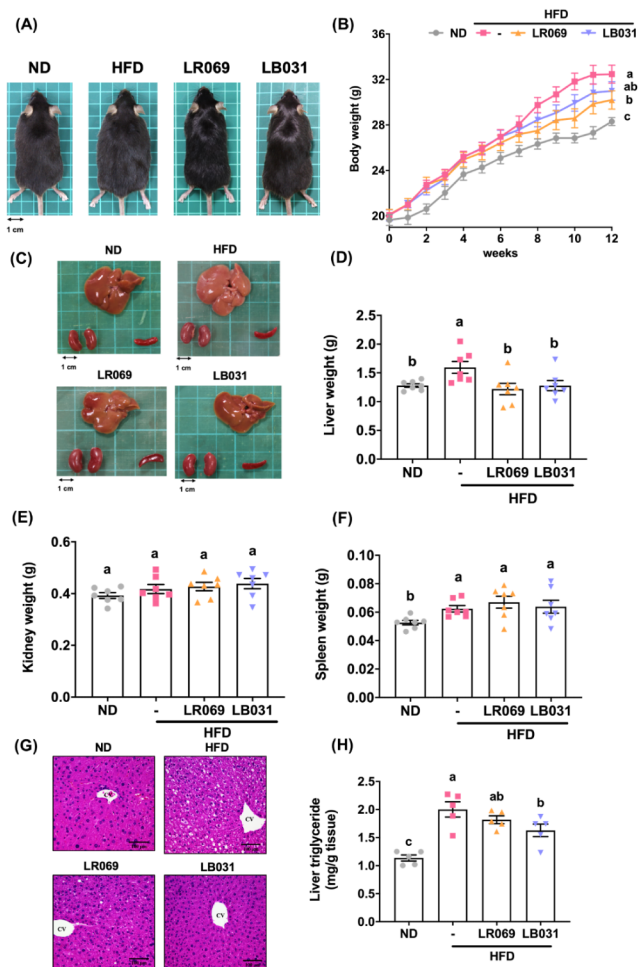 (A)
ND HFD LR069 LB031
1 cm
(B)
HFD
ND - LR069 LB031
Body weight (g)
36
32
28
24
20
a
ab
b
c
0 2 4 6 8 10 12
weeks
(C)
ND HFD
1 cm 1 cm
LR069 LB031
1 cm 1 cm
(D)
Liver weight (g)
2.5
2.0
1.5
1.0
0.5
0.0
b a b b
ND - LR069 LB031
HFD
(E)
Kidney weight (g)
0.6
0.4
0.2
0.0
a a a a
ND - LR069 LB031
HFD
(F)
Spleen weight (g)
0.10
0.08
0.06
0.04
0.02
0.00
b a a a
ND - LR069 LB031
HFD
(G)
ND HFD
CV
LR069 LB031
CV CV
(H)
Liver triglyceride
(mg/g tissue)
2.5
2.0
1.5
1.0
0.5
0.0
c a ab b
ND - LR069 LB031
HFD